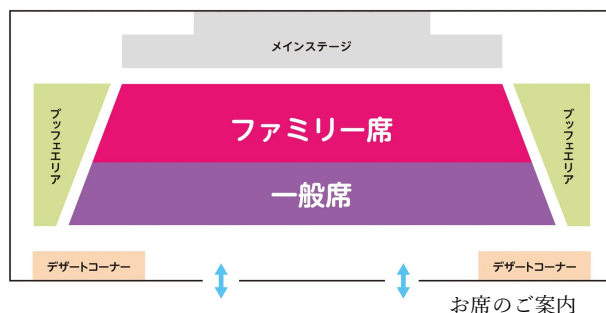 メインステージ
ファミリー席
ブッフェエリア
ブッフェエリア
一般席
デザートコーナー
デザートコーナー
お席のご案内